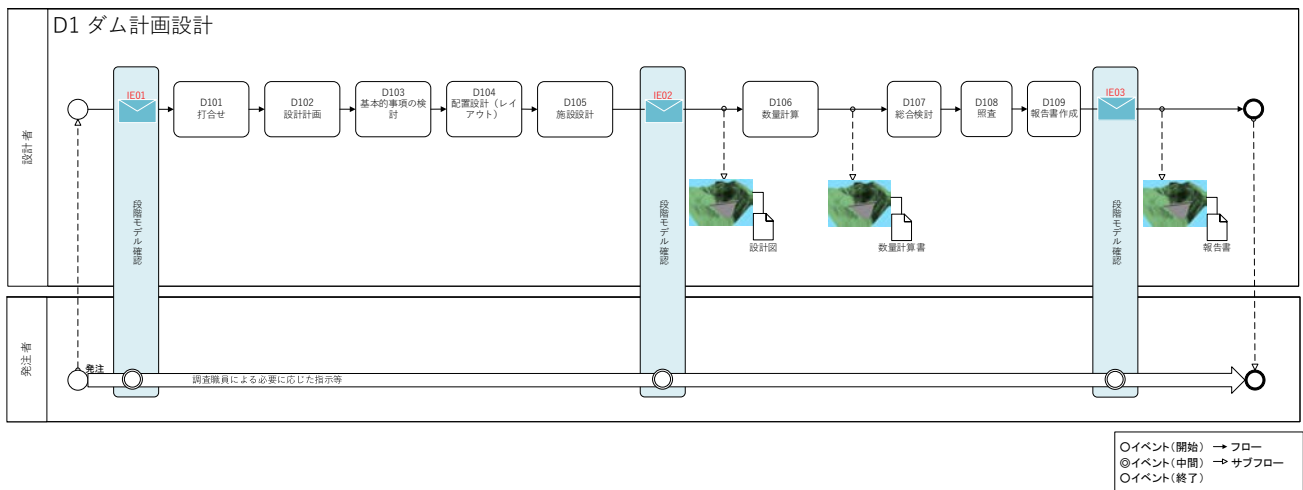 D1 ダム計画設計
設計者
IE01
D101
打合せ
D102
設計計画
D103
基本的事項の検
討
D104
配置設計（レイ
アウト）
D105
施設設計
IE02
D106
数量計算
D107
総合検討
D108
照査
D109
報告書作成
IE03
段階モデル確認
段階モデル確認
段階モデル確認
設計図
数量計算書
報告書
発注者
発注
調査職員による必要に応じた指示等
○イベント（開始） → フロー
◎イベント（中間） → サブフロー
○イベント（終了）